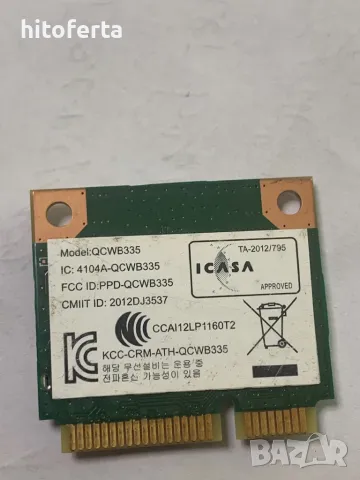 hitoferta
Model:QCWB335
IC: 4104A-QCWB335
FCC ID:PPD-QCWB335
CMIIT ID: 2012DJ3537
TA-2012/795
ICASA
APPROVED
CCAI12LP1160T2
KCC-CRM-ATH-QCWB335
해당 무선설비는 운용 중
전파혼신 가능성이 있음
bazar